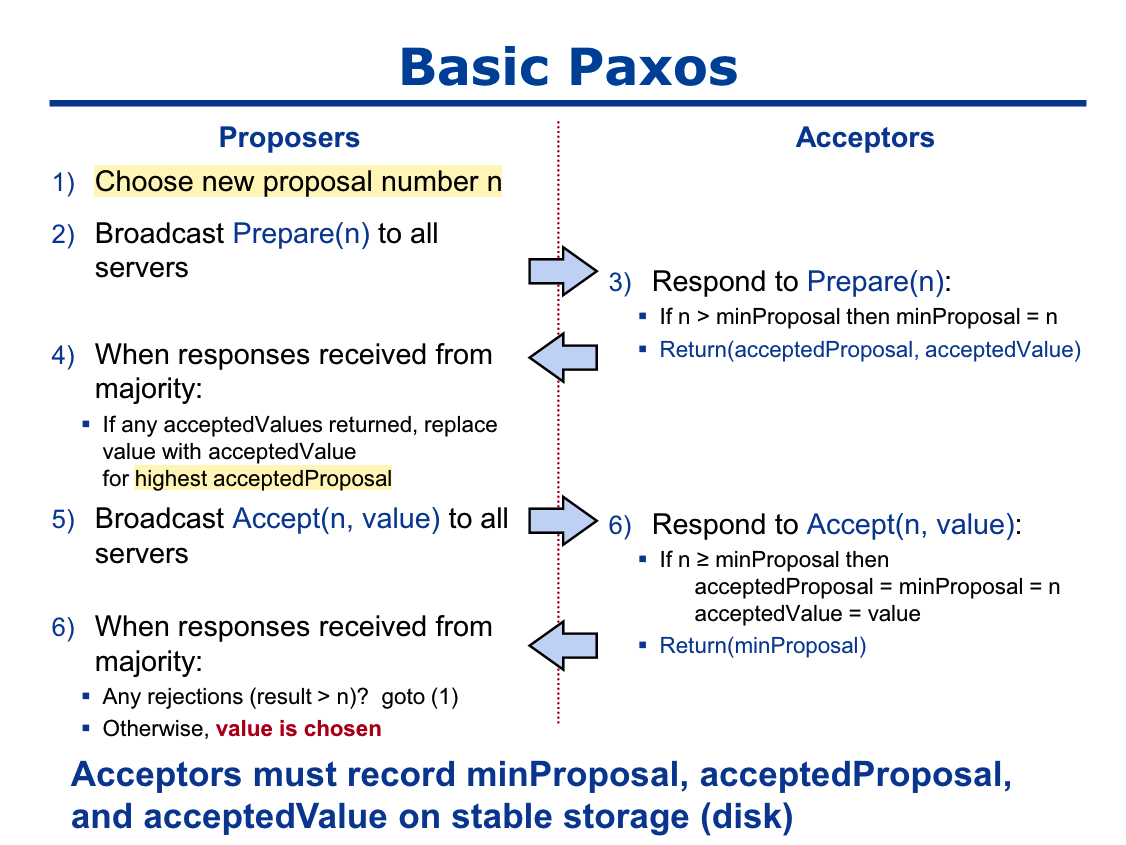 Basic Paxos
Proposers
1) Choose new proposal number n
2) Broadcast Prepare(n) to all
servers
4) When responses received from
majority:
▪ If any acceptedValues returned, replace
value with acceptedValue
for highest acceptedProposal
5) Broadcast Accept(n, value) to all
servers
6) When responses received from
majority:
▪ Any rejections (result > n)? goto (1)
▪ Otherwise, value is chosen
Acceptors
3) Respond to Prepare(n):
▪ If n > minProposal then minProposal = n
▪ Return(acceptedProposal, acceptedValue)
6) Respond to Accept(n, value):
▪ If n ≥ minProposal then
acceptedProposal = minProposal = n
acceptedValue = value
▪ Return(minProposal)
Acceptors must record minProposal, acceptedProposal,
and acceptedValue on stable storage (disk)